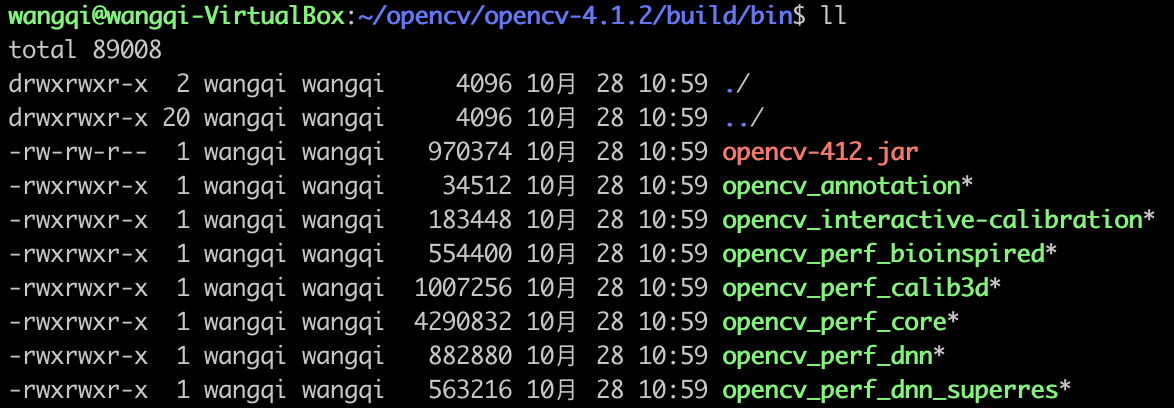 wangqi@wangqi-VirtualBox:~/opencv/opencv-4.1.2/build/bin$ ll
total 89008
drwxrwxr-x  2 wangqi wangqi    4096 10月 28 10:59 ./
drwxrwxr-x 20 wangqi wangqi    4096 10月 28 10:59 ../
-rw-rw-r--  1 wangqi wangqi  970374 10月 28 10:59 opencv-412.jar
-rwxrwxr-x  1 wangqi wangqi   34512 10月 28 10:59 opencv_annotation*
-rwxrwxr-x  1 wangqi wangqi  183448 10月 28 10:59 opencv_interactive-calibration*
-rwxrwxr-x  1 wangqi wangqi  554400 10月 28 10:59 opencv_perf_bioinspired*
-rwxrwxr-x  1 wangqi wangqi 1007256 10月 28 10:59 opencv_perf_calib3d*
-rwxrwxr-x  1 wangqi wangqi 4290832 10月 28 10:59 opencv_perf_core*
-rwxrwxr-x  1 wangqi wangqi  882880 10月 28 10:59 opencv_perf_dnn*
-rwxrwxr-x  1 wangqi wangqi  563216 10月 28 10:59 opencv_perf_dnn_superres*